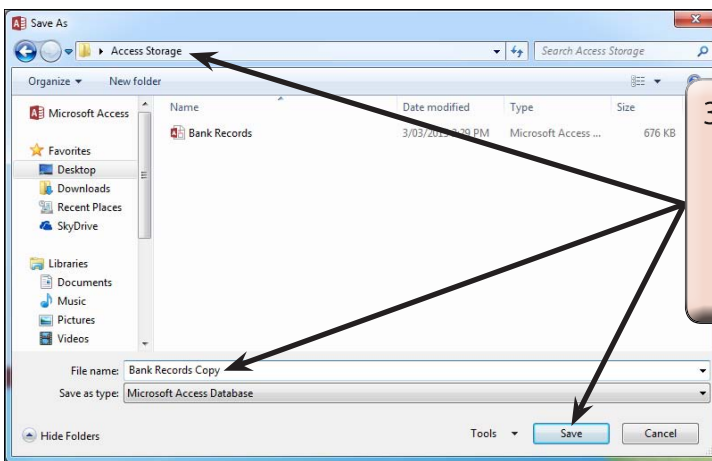 Save As
Access Storage
Search Access Storage
Organize New folder
Microsoft Access
Name Date modified Type Size
Bank Records Microsoft Access ... 676 KB
Favorites
Desktop
Downloads
Recent Places
SkyDrive
Libraries
Documents
Music
Pictures
Videos
File name: Bank Records Copy
Save as type: Microsoft Access Database
Hide Folders Tools Save Cancel
3